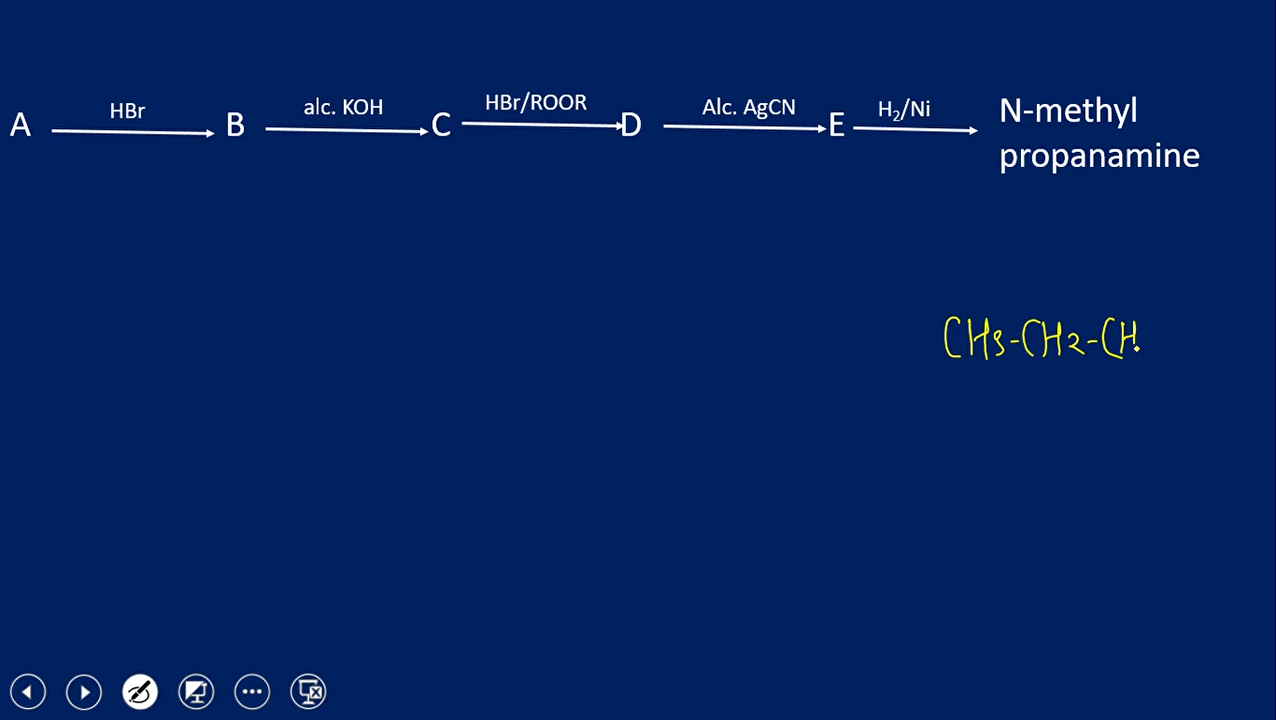 A HBr B alc. KOH C HBr/ROOR D Alc. AgCN E H₂/Ni N-methyl
propanamine
CH3-CH2-CH